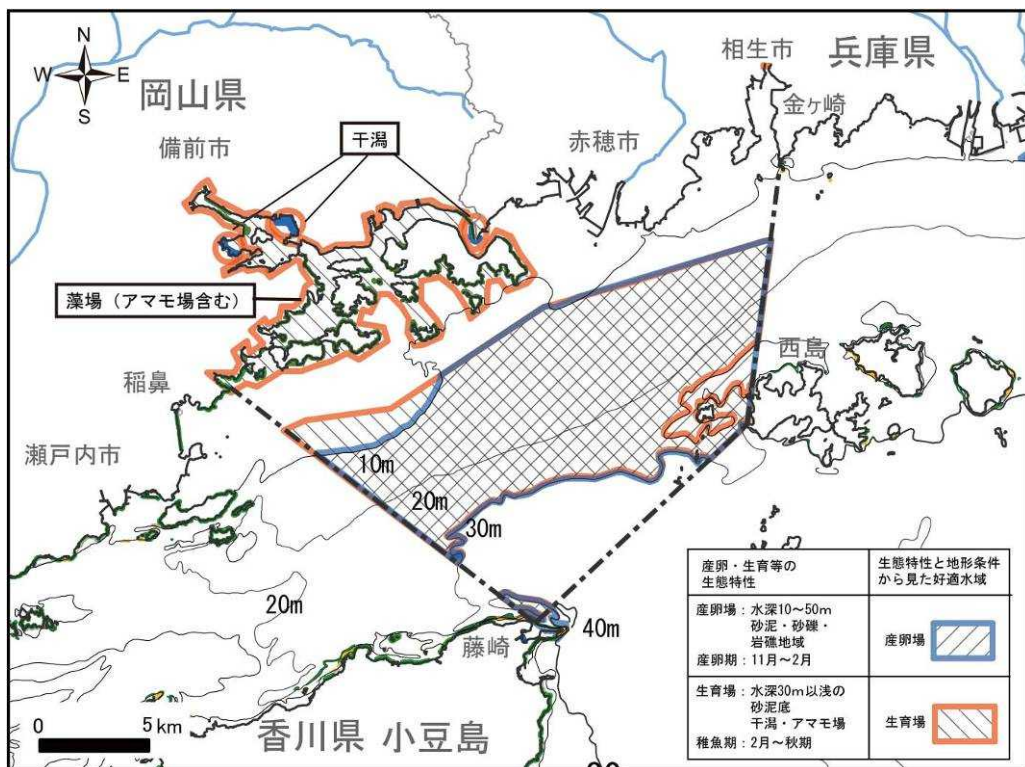 N
W E
S
岡山県
備前市
干潟
赤穂市
相生市
兵庫県
金ヶ崎
藻場（アマモ場含む）
西島
稲鼻
瀬戸内市
10m
20m
30m
20m
40m
藤崎
香川県 小豆島
0 5km
産卵・生育等の
生態特性
生態特性と地形条件
から見た好適水域
産卵場：水深10～50m
砂泥・砂礫・
岩礁地域
産卵期：11月～2月
産卵場
生育場：水深30m以浅の
砂泥底
干潟・アマモ場
稚魚期：2月～秋期
生育場